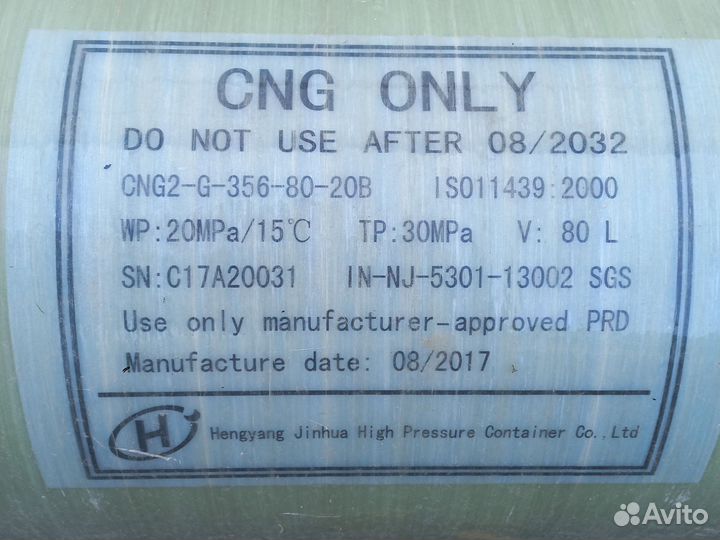 CNG ONLY
DO NOT USE AFTER 08/2032
CNG2-G-356-80-20B ISO11439:2000
WP:20MPa/15℃ TP:30MPa V: 80 L
SN:C17A20031 IN-NJ-5301-13002 SGS
Use only manufacturer-approved PRD
Manufacture date: 08/2017
H Hengyang Jinhua High Pressure Container Co.,Ltd
Avito